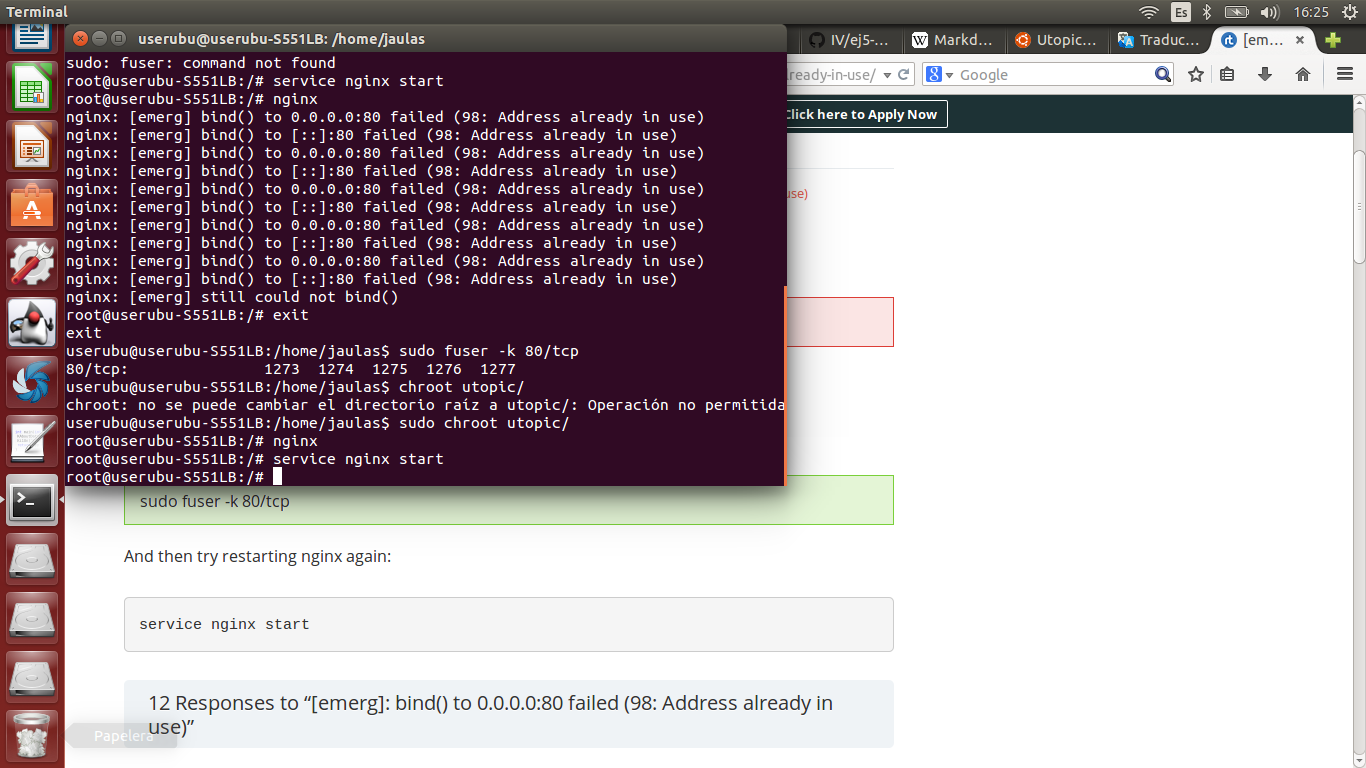 Terminal
Es
16:25
userubu@userubu-S551LB: /home/jaulas
IV/ej5-...
Markd...
Utopic...
Traduc...
[em...
lready-in-use/
Google
Click here to Apply Now
sudo: fuser: command not found
root@userubu-S551LB:/# service nginx start
root@userubu-S551LB:/# nginx
nginx: [emerg] bind() to 0.0.0.0:80 failed (98: Address already in use)
nginx: [emerg] bind() to [::]:80 failed (98: Address already in use)
nginx: [emerg] bind() to 0.0.0.0:80 failed (98: Address already in use)
nginx: [emerg] bind() to [::]:80 failed (98: Address already in use)
nginx: [emerg] bind() to 0.0.0.0:80 failed (98: Address already in use)
nginx: [emerg] bind() to [::]:80 failed (98: Address already in use)
nginx: [emerg] bind() to 0.0.0.0:80 failed (98: Address already in use)
nginx: [emerg] bind() to [::]:80 failed (98: Address already in use)
nginx: [emerg] bind() to 0.0.0.0:80 failed (98: Address already in use)
nginx: [emerg] bind() to [::]:80 failed (98: Address already in use)
nginx: [emerg] still could not bind()
root@userubu-S551LB:/# exit
exit
userubu@userubu-S551LB:/home/jaulas$ sudo fuser -k 80/tcp
80/tcp: 1273 1274 1275 1276 1277
userubu@userubu-S551LB:/home/jaulas$ chroot utopic/
chroot: no se puede cambiar el directorio raíz a utopic/: Operación no permitida
userubu@userubu-S551LB:/home/jaulas$ sudo chroot utopic/
root@userubu-S551LB:/# nginx
root@userubu-S551LB:/# service nginx start
root@userubu-S551LB:/#
use)
sudo fuser -k 80/tcp
And then try restarting nginx again:
service nginx start
12 Responses to “[emerg]: bind() to 0.0.0.0:80 failed (98: Address already in
use)”
Papelera